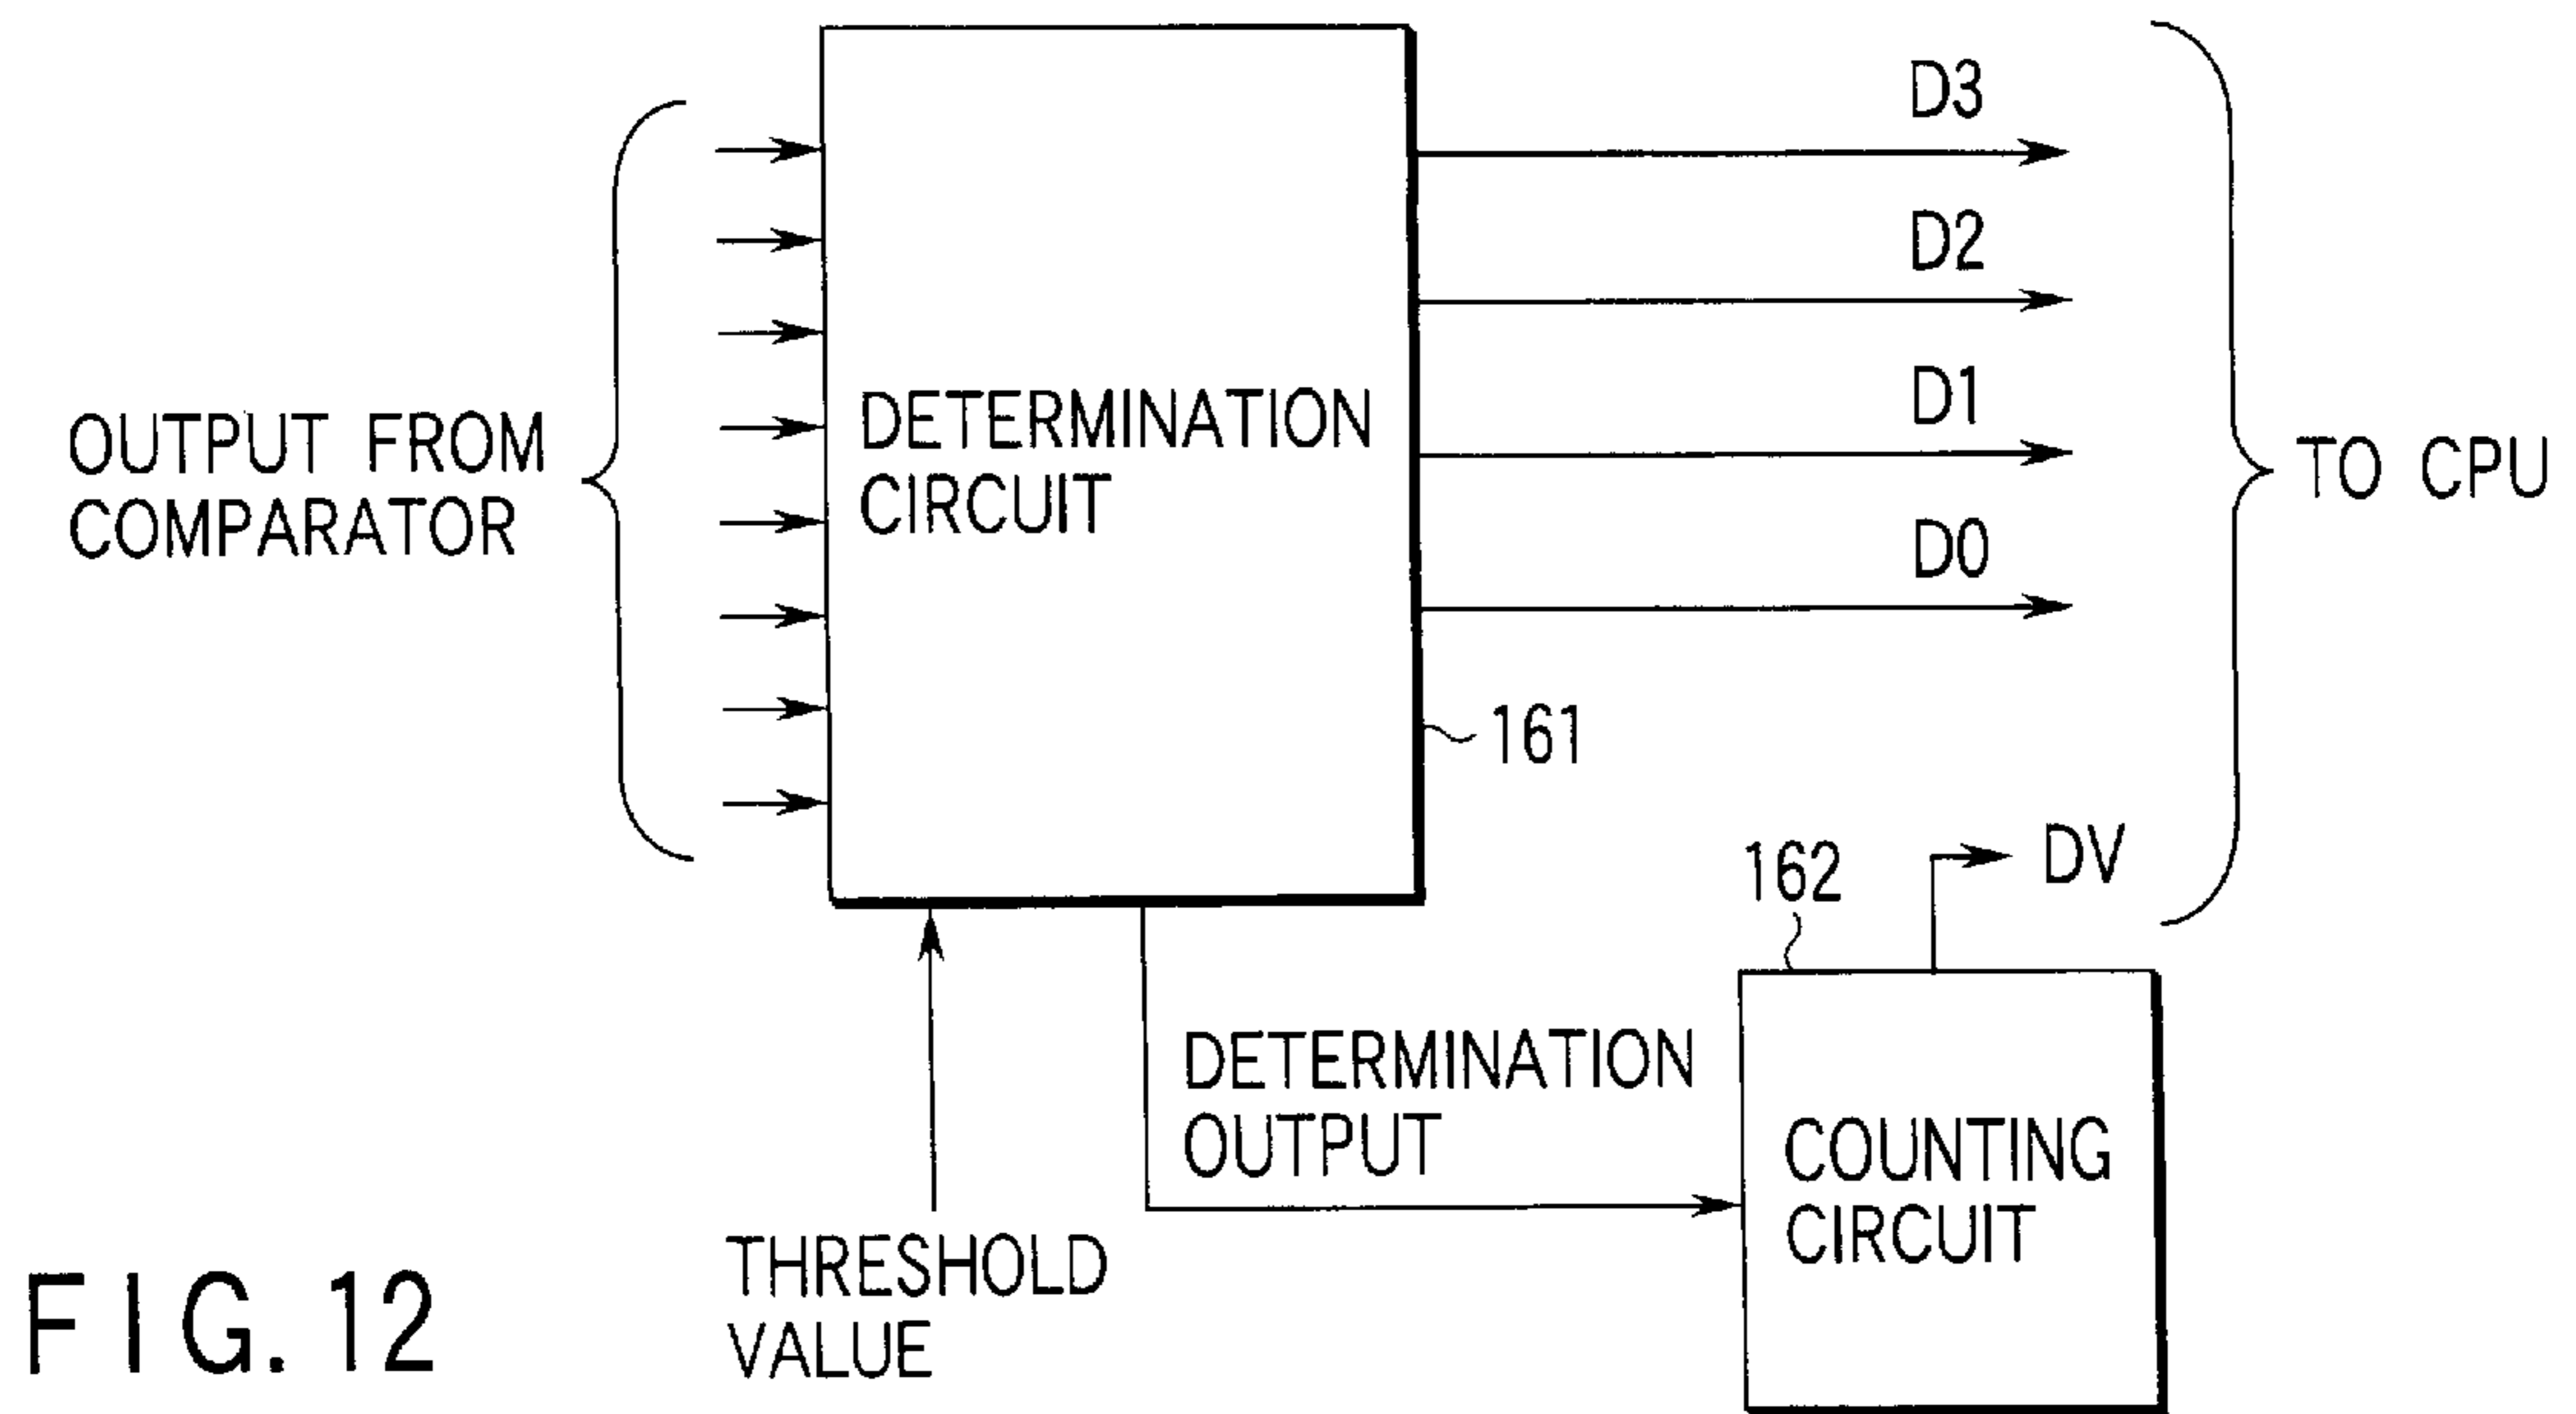 OUTPUT FROM
COMPARATOR
DETERMINATION
CIRCUIT
D3
D2
D1
D0
TO CPU
161
162
DV
DETERMINATION
OUTPUT
COUNTING
CIRCUIT
THRESHOLD
VALUE
FIG. 12